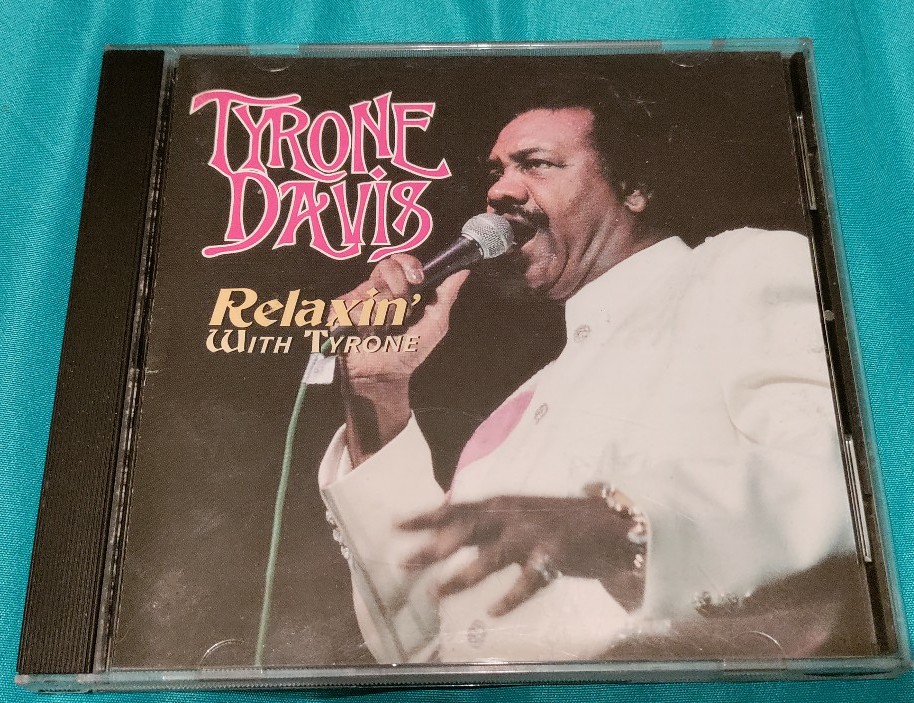 TYRONE
DAVIS
Relaxin'
WITH TYRONE